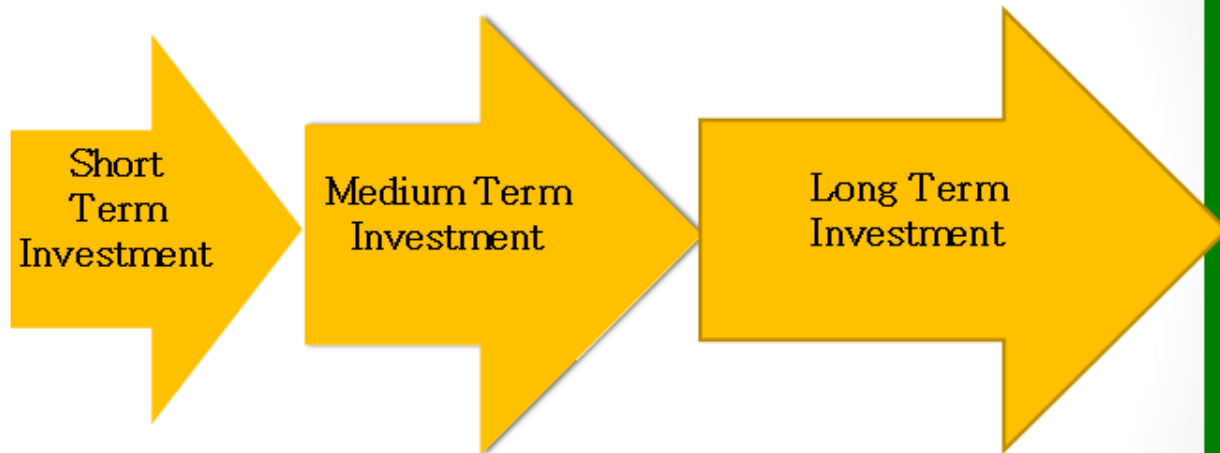 Short
Term
Investment
Medium Term
Investment
Long Term
Investment